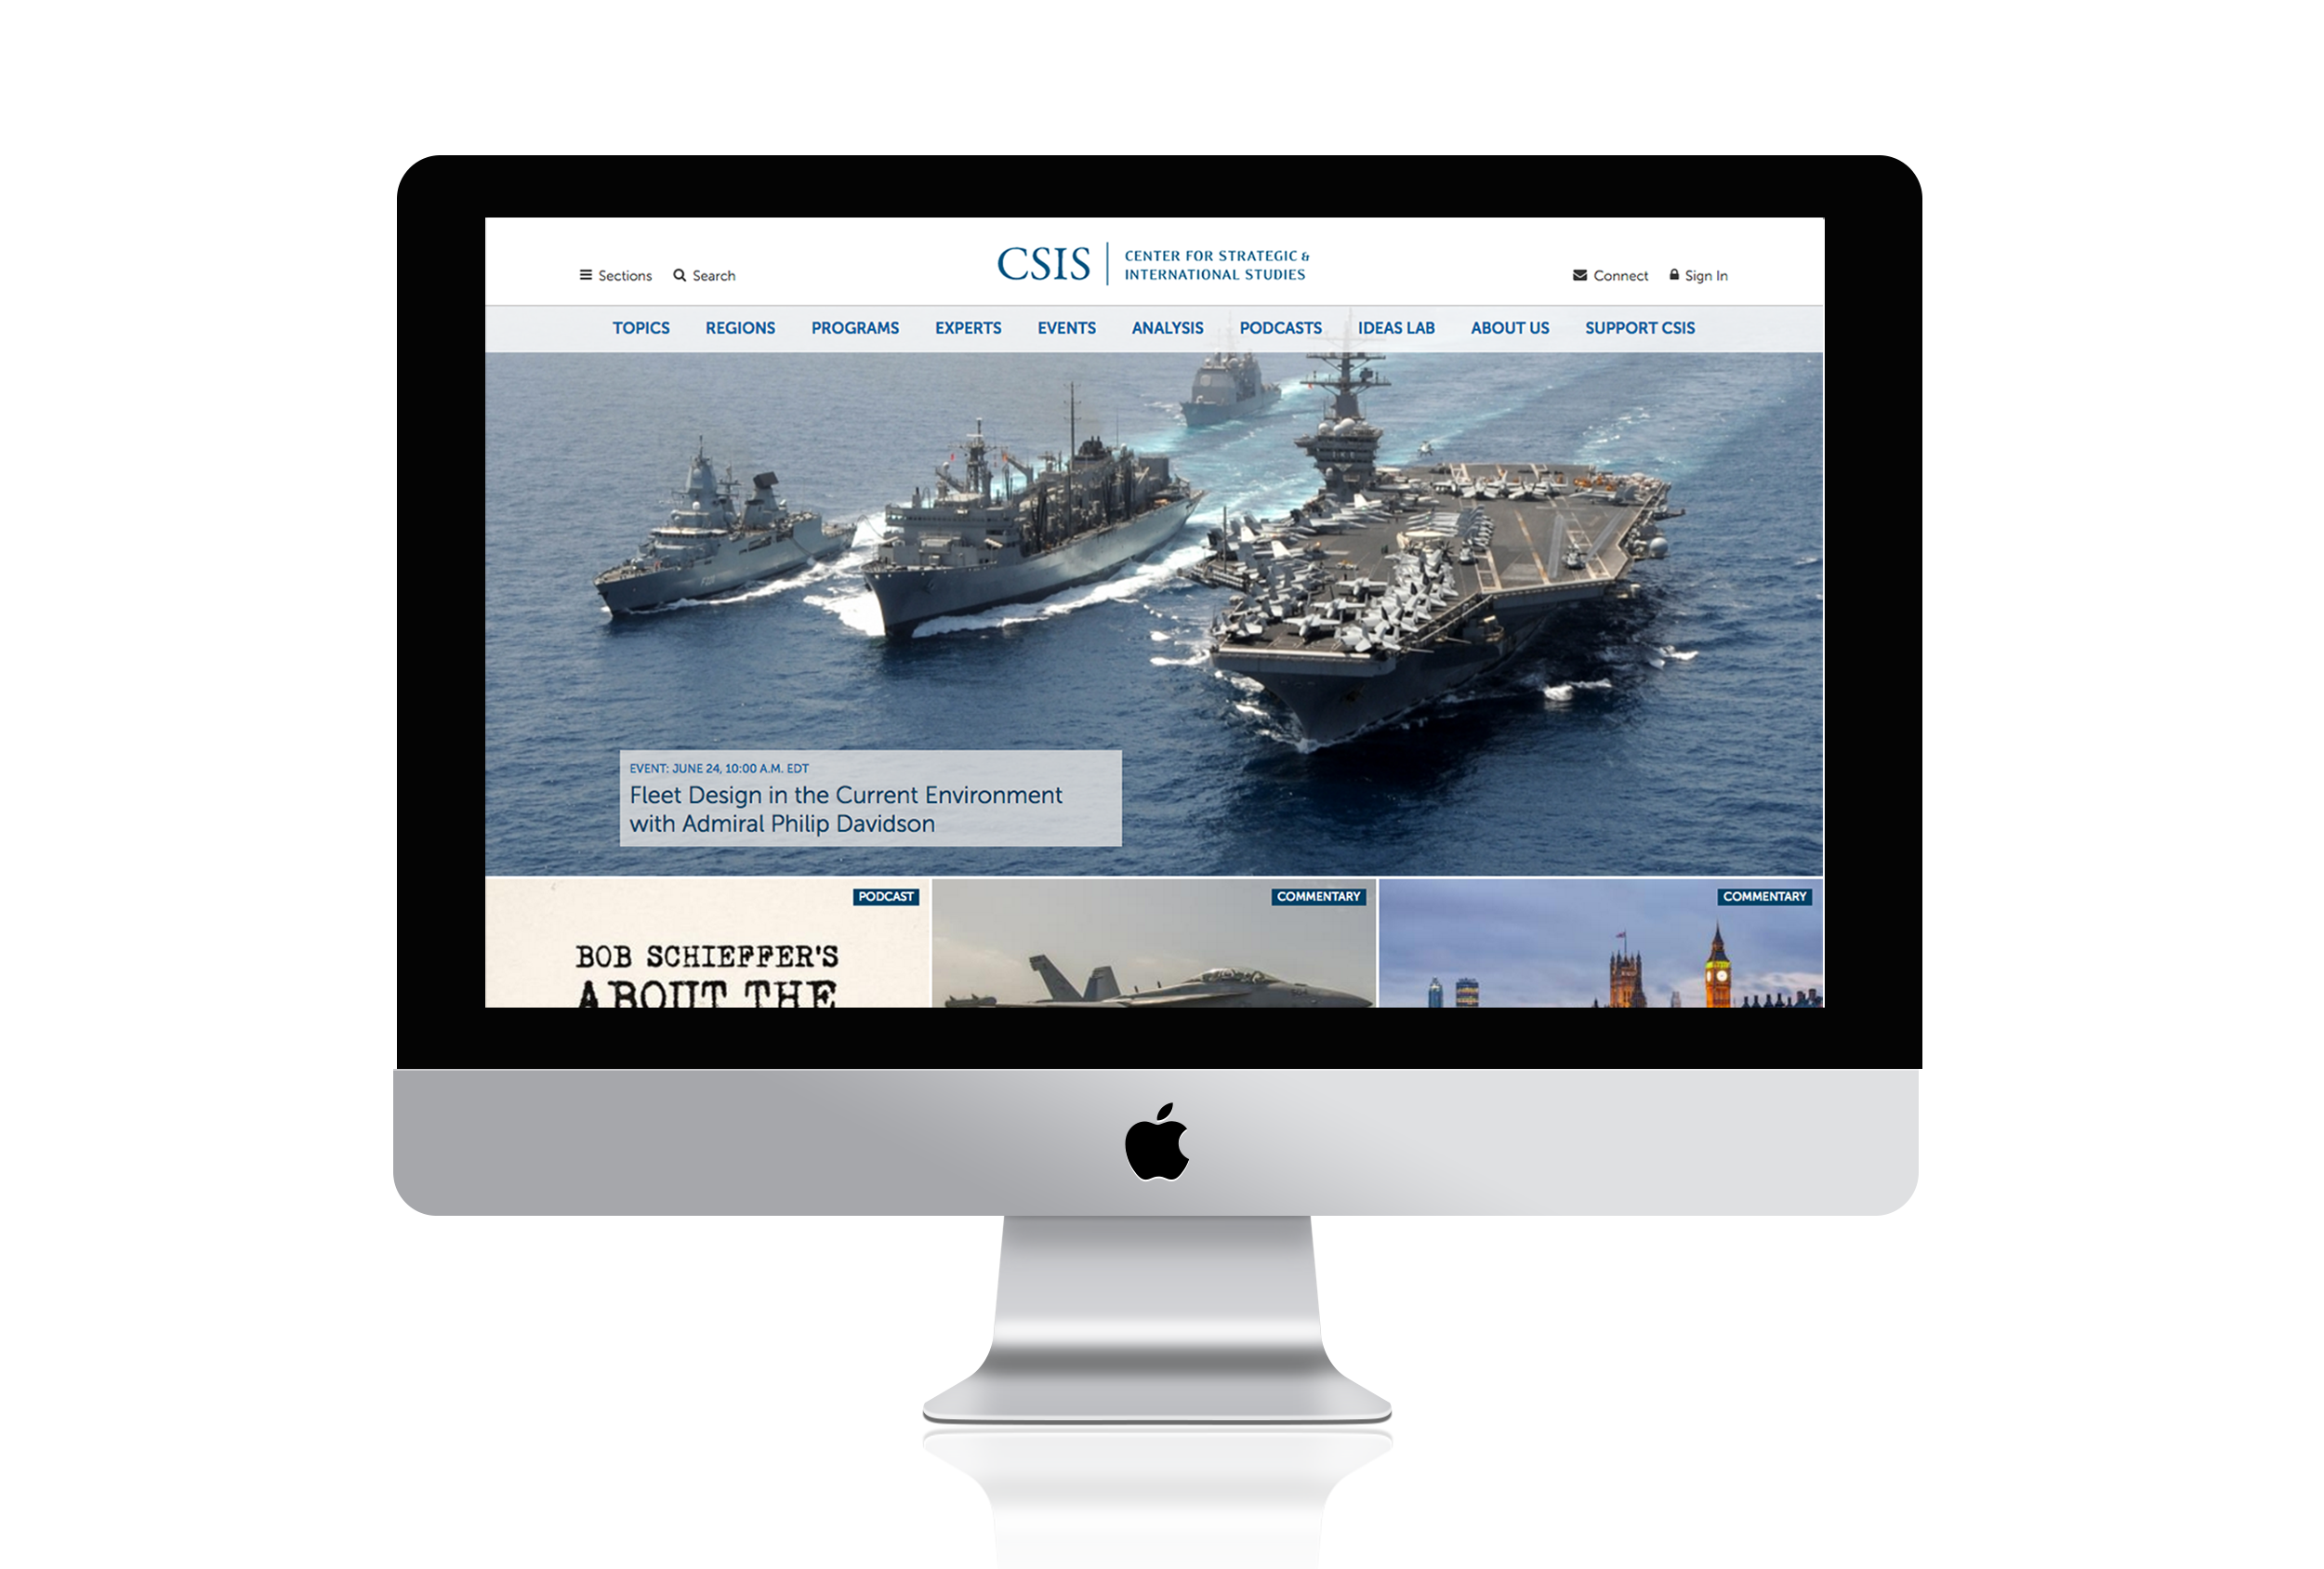 Sections
Search
CSIS
CENTER FOR STRATEGIC &
INTERNATIONAL STUDIES
Connect
Sign In
TOPICS REGIONS PROGRAMS EXPERTS EVENTS ANALYSIS PODCASTS IDEAS LAB ABOUT US SUPPORT CSIS
EVENT: JUNE 24, 10:00 A.M. EDT
Fleet Design in the Current Environment
with Admiral Philip Davidson
PODCAST
BOB SCHIEFFER'S
ABOUT THE
COMMENTARY
COMMENTARY